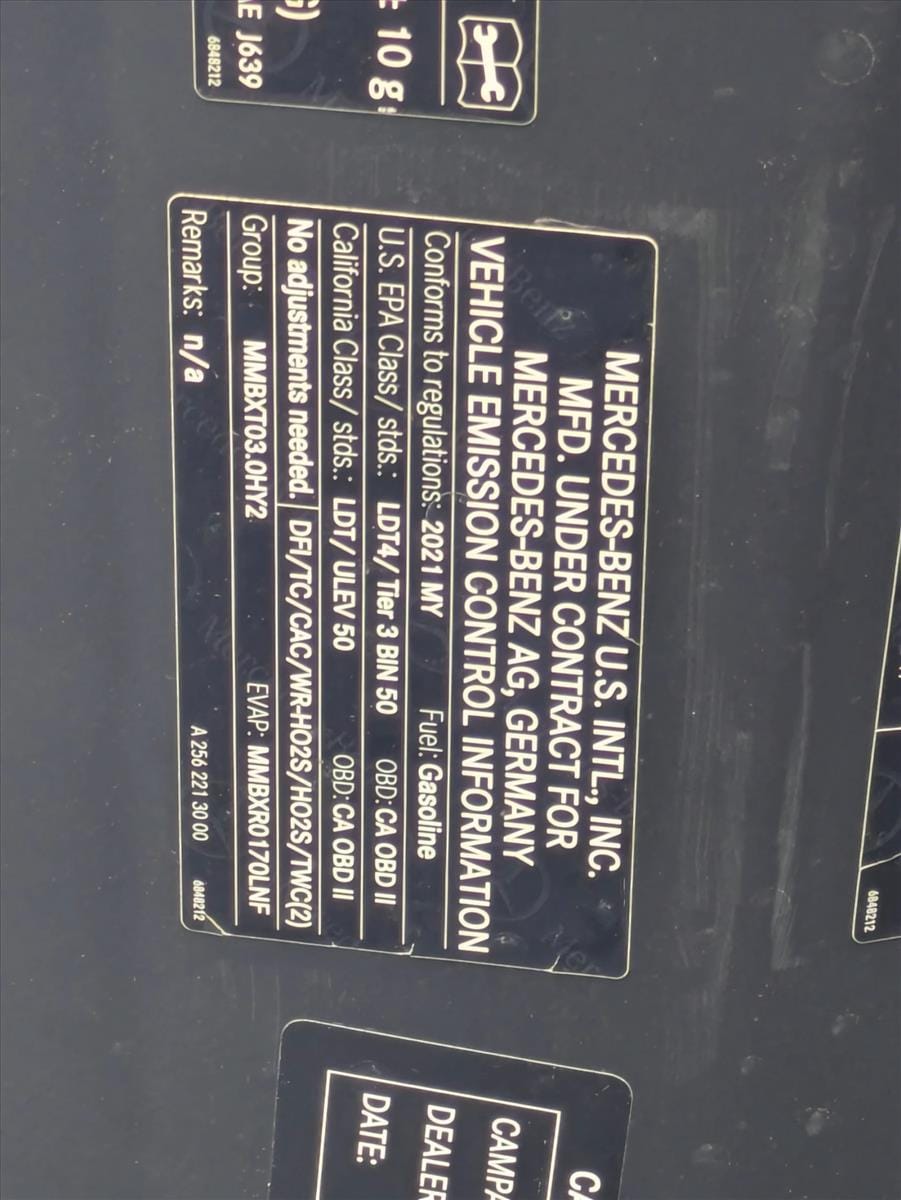 ± 10 g
G)
AE J639
6848212
MERCEDES-BENZ U.S. INTL., INC.
MFD. UNDER CONTRACT FOR
MERCEDES-BENZ AG, GERMANY
VEHICLE EMISSION CONTROL INFORMATION
Conforms to regulations: 2021 MY Fuel: Gasoline
U.S. EPA Class/ stds.: LDT4/ Tier 3 BIN 50 OBD: CA OBD II
California Class/ stds.: LDT/ ULEV 50 OBD: CA OBD II
No adjustments needed. DFI/TC/CAC/WR-HO2S/HO2S/TWC(2)
Group: MMBXT03.0HY2 EVAP: MMBXR0170LNF
Remarks: n/a
A 256 221 30 00 6848212
6848212
CA
CAMPA
DEALER
DATE: